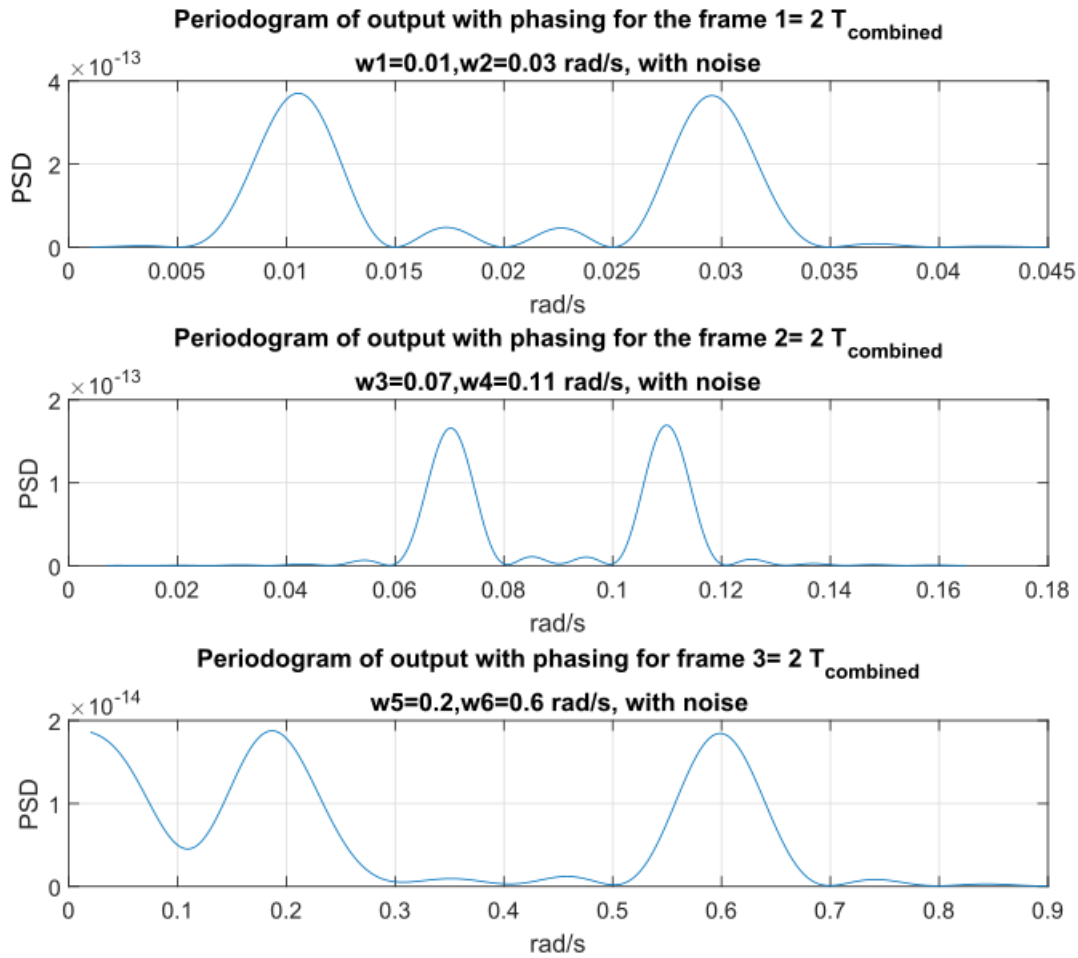 Periodogram of output with phasing for the frame 1= 2 T_combined
w1=0.01,w2=0.03 rad/s, with noise
×10^-13
4
2
0
PSD
0 0.005 0.01 0.015 0.02 0.025 0.03 0.035 0.04 0.045
rad/s
Periodogram of output with phasing for the frame 2= 2 T_combined
w3=0.07,w4=0.11 rad/s, with noise
×10^-13
2
1
0
PSD
0 0.02 0.04 0.06 0.08 0.1 0.12 0.14 0.16 0.18
rad/s
Periodogram of output with phasing for frame 3= 2 T_combined
w5=0.2,w6=0.6 rad/s, with noise
×10^-14
2
1
0
PSD
0 0.1 0.2 0.3 0.4 0.5 0.6 0.7 0.8 0.9
rad/s